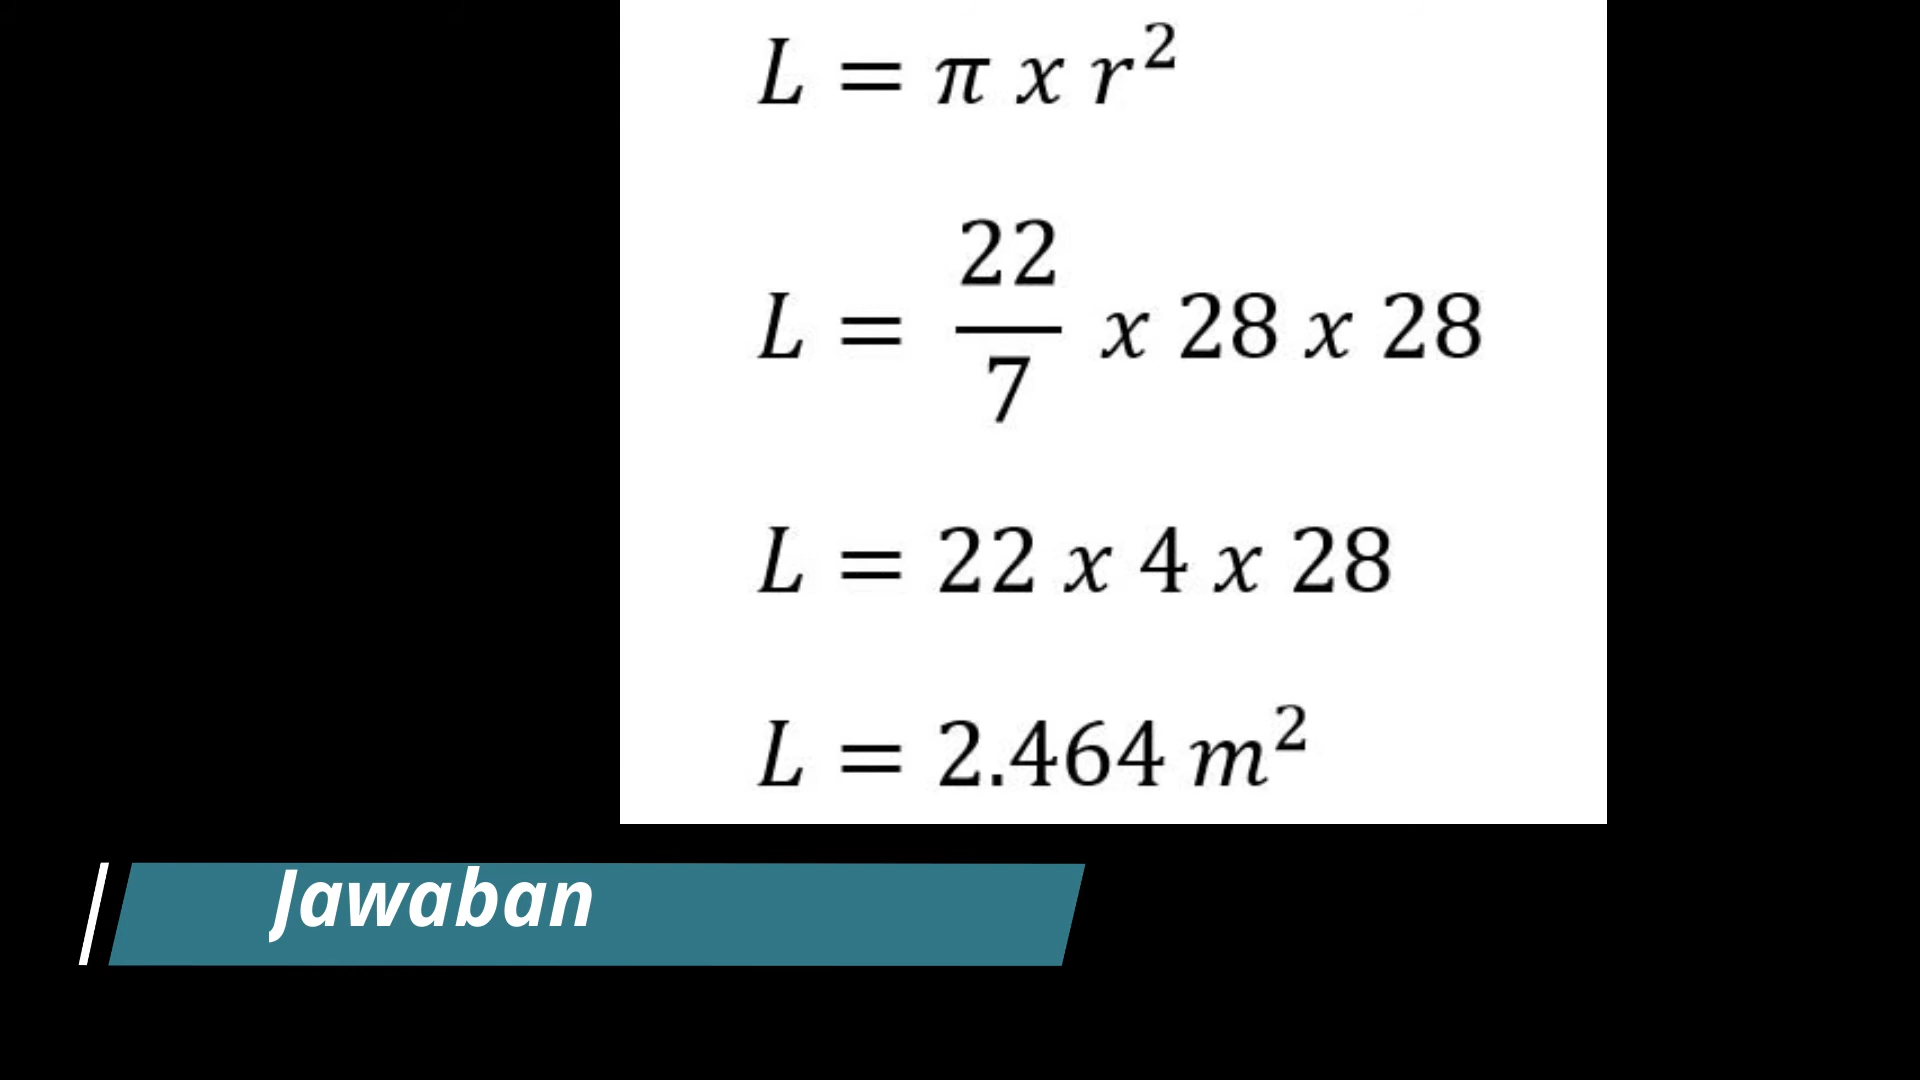 L = π x r²
L = 22/7 x 28 x 28
L = 22 x 4 x 28
L = 2.464 m²
Jawaban